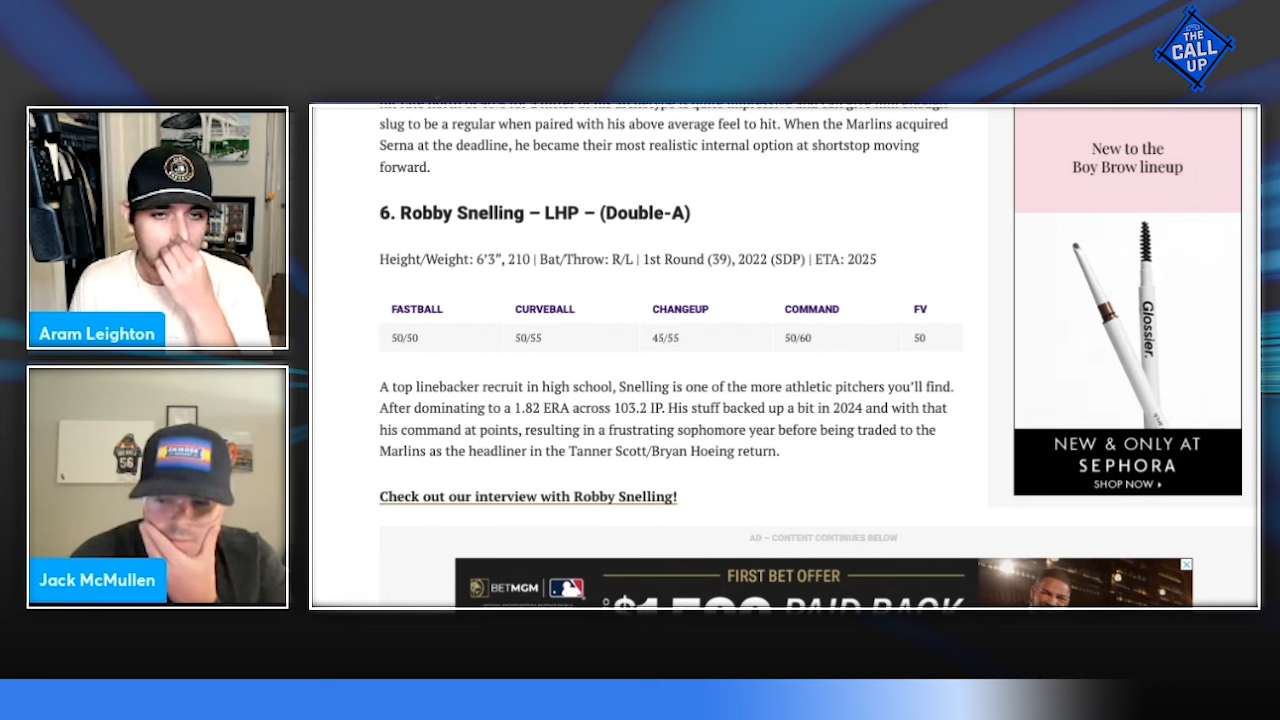 THE
CALL
UP
Aram Leighton
Jack McMullen
56
slug to be a regular when paired with his above average feel to hit. When the Marlins acquired
Serna at the deadline, he became their most realistic internal option at shortstop moving
forward.
6. Robby Snelling – LHP – (Double-A)
Height/Weight: 6’3″, 210 | Bat/Throw: R/L | 1st Round (39), 2022 (SDP) | ETA: 2025
FASTBALL CURVEBALL CHANGEUP COMMAND FV
50/50 50/55 45/55 50/60 50
A top linebacker recruit in high school, Snelling is one of the more athletic pitchers you’ll find.
After dominating to a 1.82 ERA across 103.2 IP. His stuff backed up a bit in 2024 and with that
his command at points, resulting in a frustrating sophomore year before being traded to the
Marlins as the headliner in the Tanner Scott/Bryan Hoeing return.
Check out our interview with Robby Snelling!
AD – CONTENT CONTINUES BELOW
BETMGM
FIRST BET OFFER
PAID BACK
New to the
Boy Brow lineup
Glossier.
NEW & ONLY AT
SEPHORA
SHOP NOW